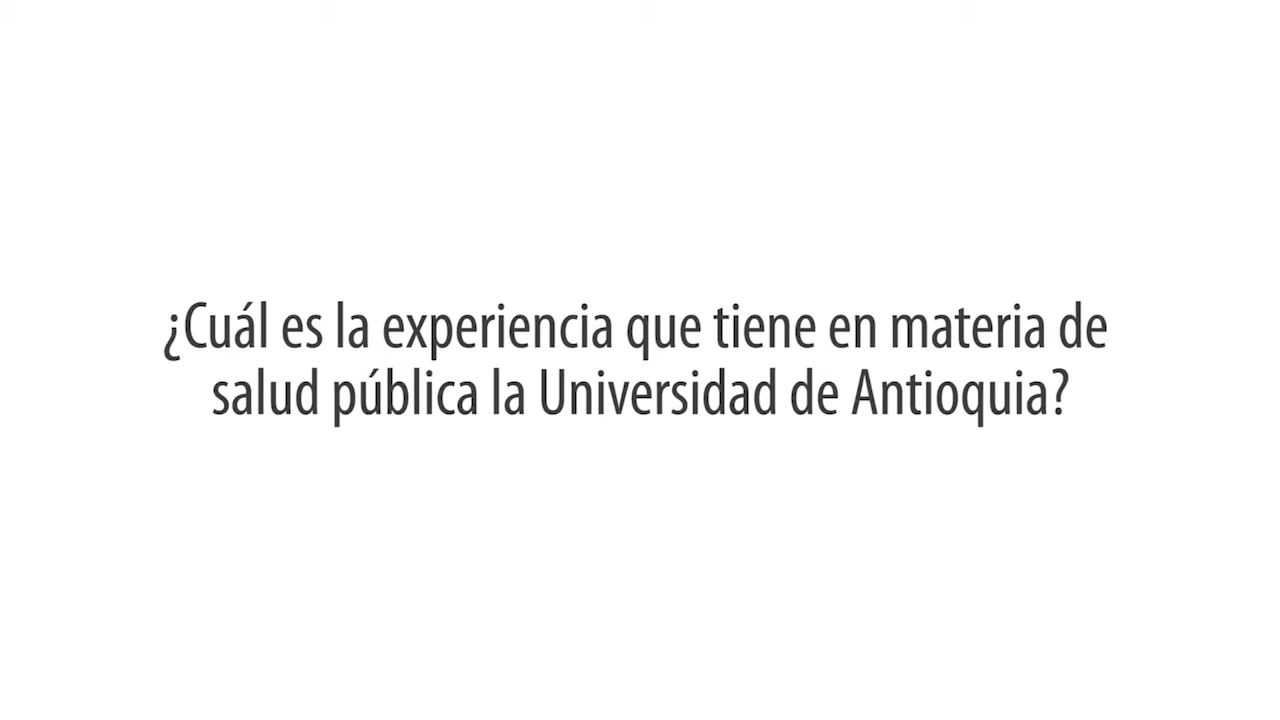 ¿Cuál es la experiencia que tiene en materia de
salud pública la Universidad de Antioquia?